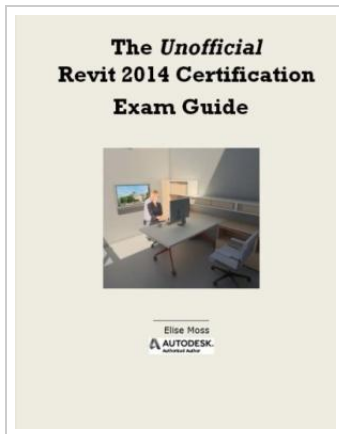 The Unofficial
Revit 2014 Certification
Exam Guide
Elise Moss
AUTODESK.
Authorized Author